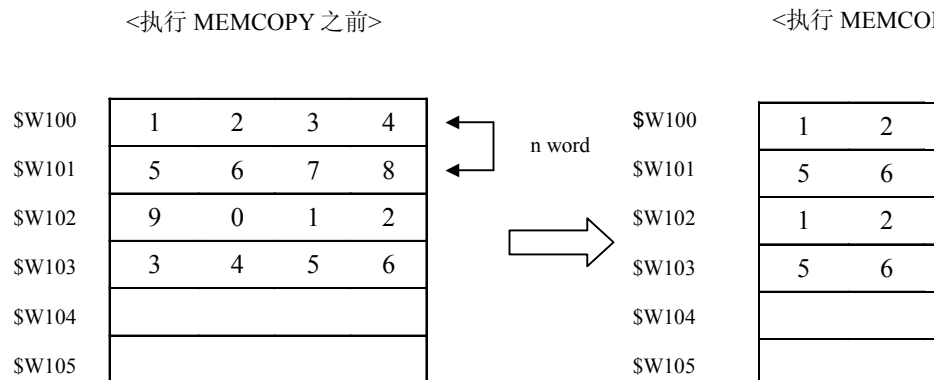 <执行 MEMCOPY 之前>
<执行 MEMCO
$W100 1 2 3 4
$W101 5 6 7 8
$W102 9 0 1 2
$W103 3 4 5 6
$W104
$W105
n word
$W100 1 2
$W101 5 6
$W102 1 2
$W103 5 6
$W104
$W105